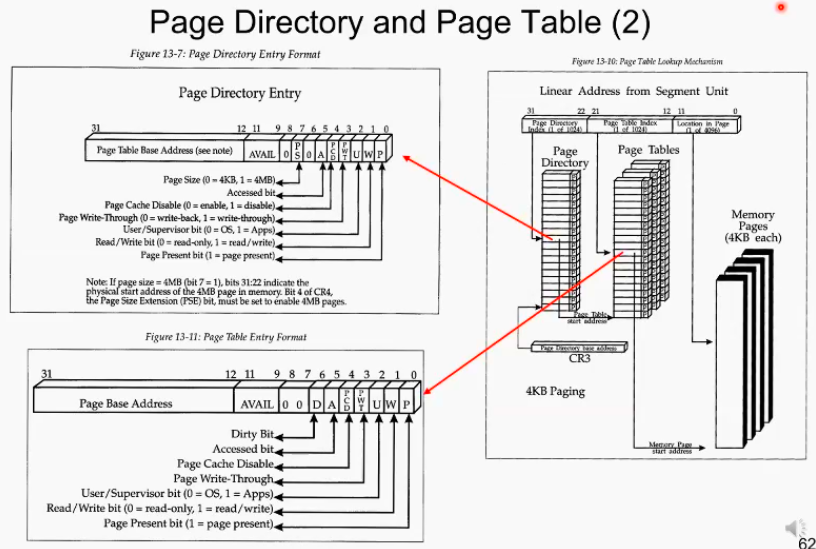 Page Directory and Page Table (2)
Figure 13-7: Page Directory Entry Format
Page Directory Entry
31 12 11 9 8 7 6 5 4 3 2 1 0
Page Table Base Address (see note) AVAIL 0 PS 0 A PCD PWT U W P
Page Size (0 = 4KB, 1 = 4MB)
Accessed bit
Page Cache Disable (0 = enable, 1 = disable)
Page Write-Through (0 = write-back, 1 = write-through)
User/Supervisor bit (0 = OS, 1 = Apps)
Read/Write bit (0 = read-only, 1 = read/write)
Page Present bit (1 = page present)
Note: If page size = 4MB (bit 7 = 1), bits 31:22 indicate the
physical start address of the 4MB page in memory. Bit 4 of CR4,
the Page Size Extension (PSE) bit, must be set to enable 4MB pages.
Figure 13-11: Page Table Entry Format
31 12 11 9 8 7 6 5 4 3 2 1 0
Page Base Address AVAIL 0 0 D A PCD PWT U W P
Dirty Bit
Accessed bit
Page Cache Disable
Page Write-Through
User/Supervisor bit (0 = OS, 1 = Apps)
Read/Write bit (0 = read-only, 1 = read/write)
Page Present bit (1 = page present)
Figure 13-10: Page Table Lookup Mechanism
Linear Address from Segment Unit
31 22 21 12 11 0
Page Directory
Index (1 of 1024)
Page Table Index
(1 of 1024)
Location in Page
(1 of 4096)
Page
Directory
Page Tables
Memory
Pages
(4KB each)
Page Table
start address
Page Directory base address
CR3
4KB Paging
Memory Page
start address
62